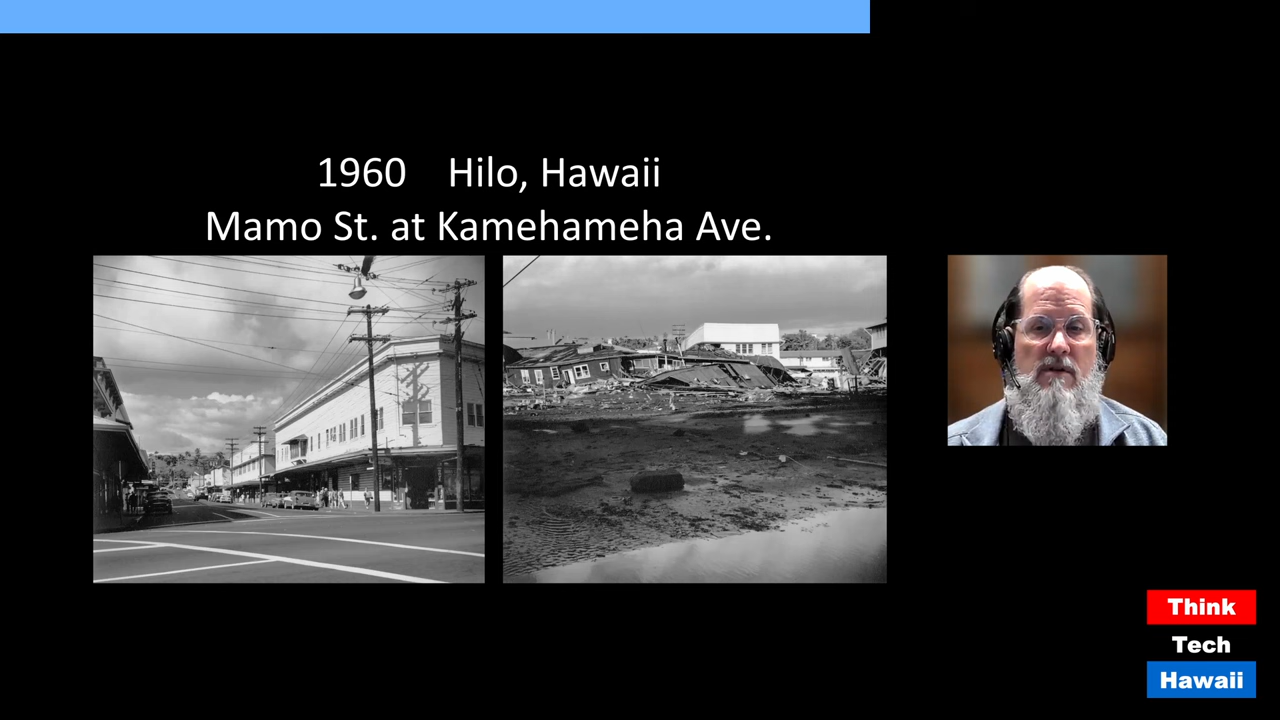 1960 Hilo, Hawaii
Mamo St. at Kamehameha Ave.
Think
Tech
Hawaii